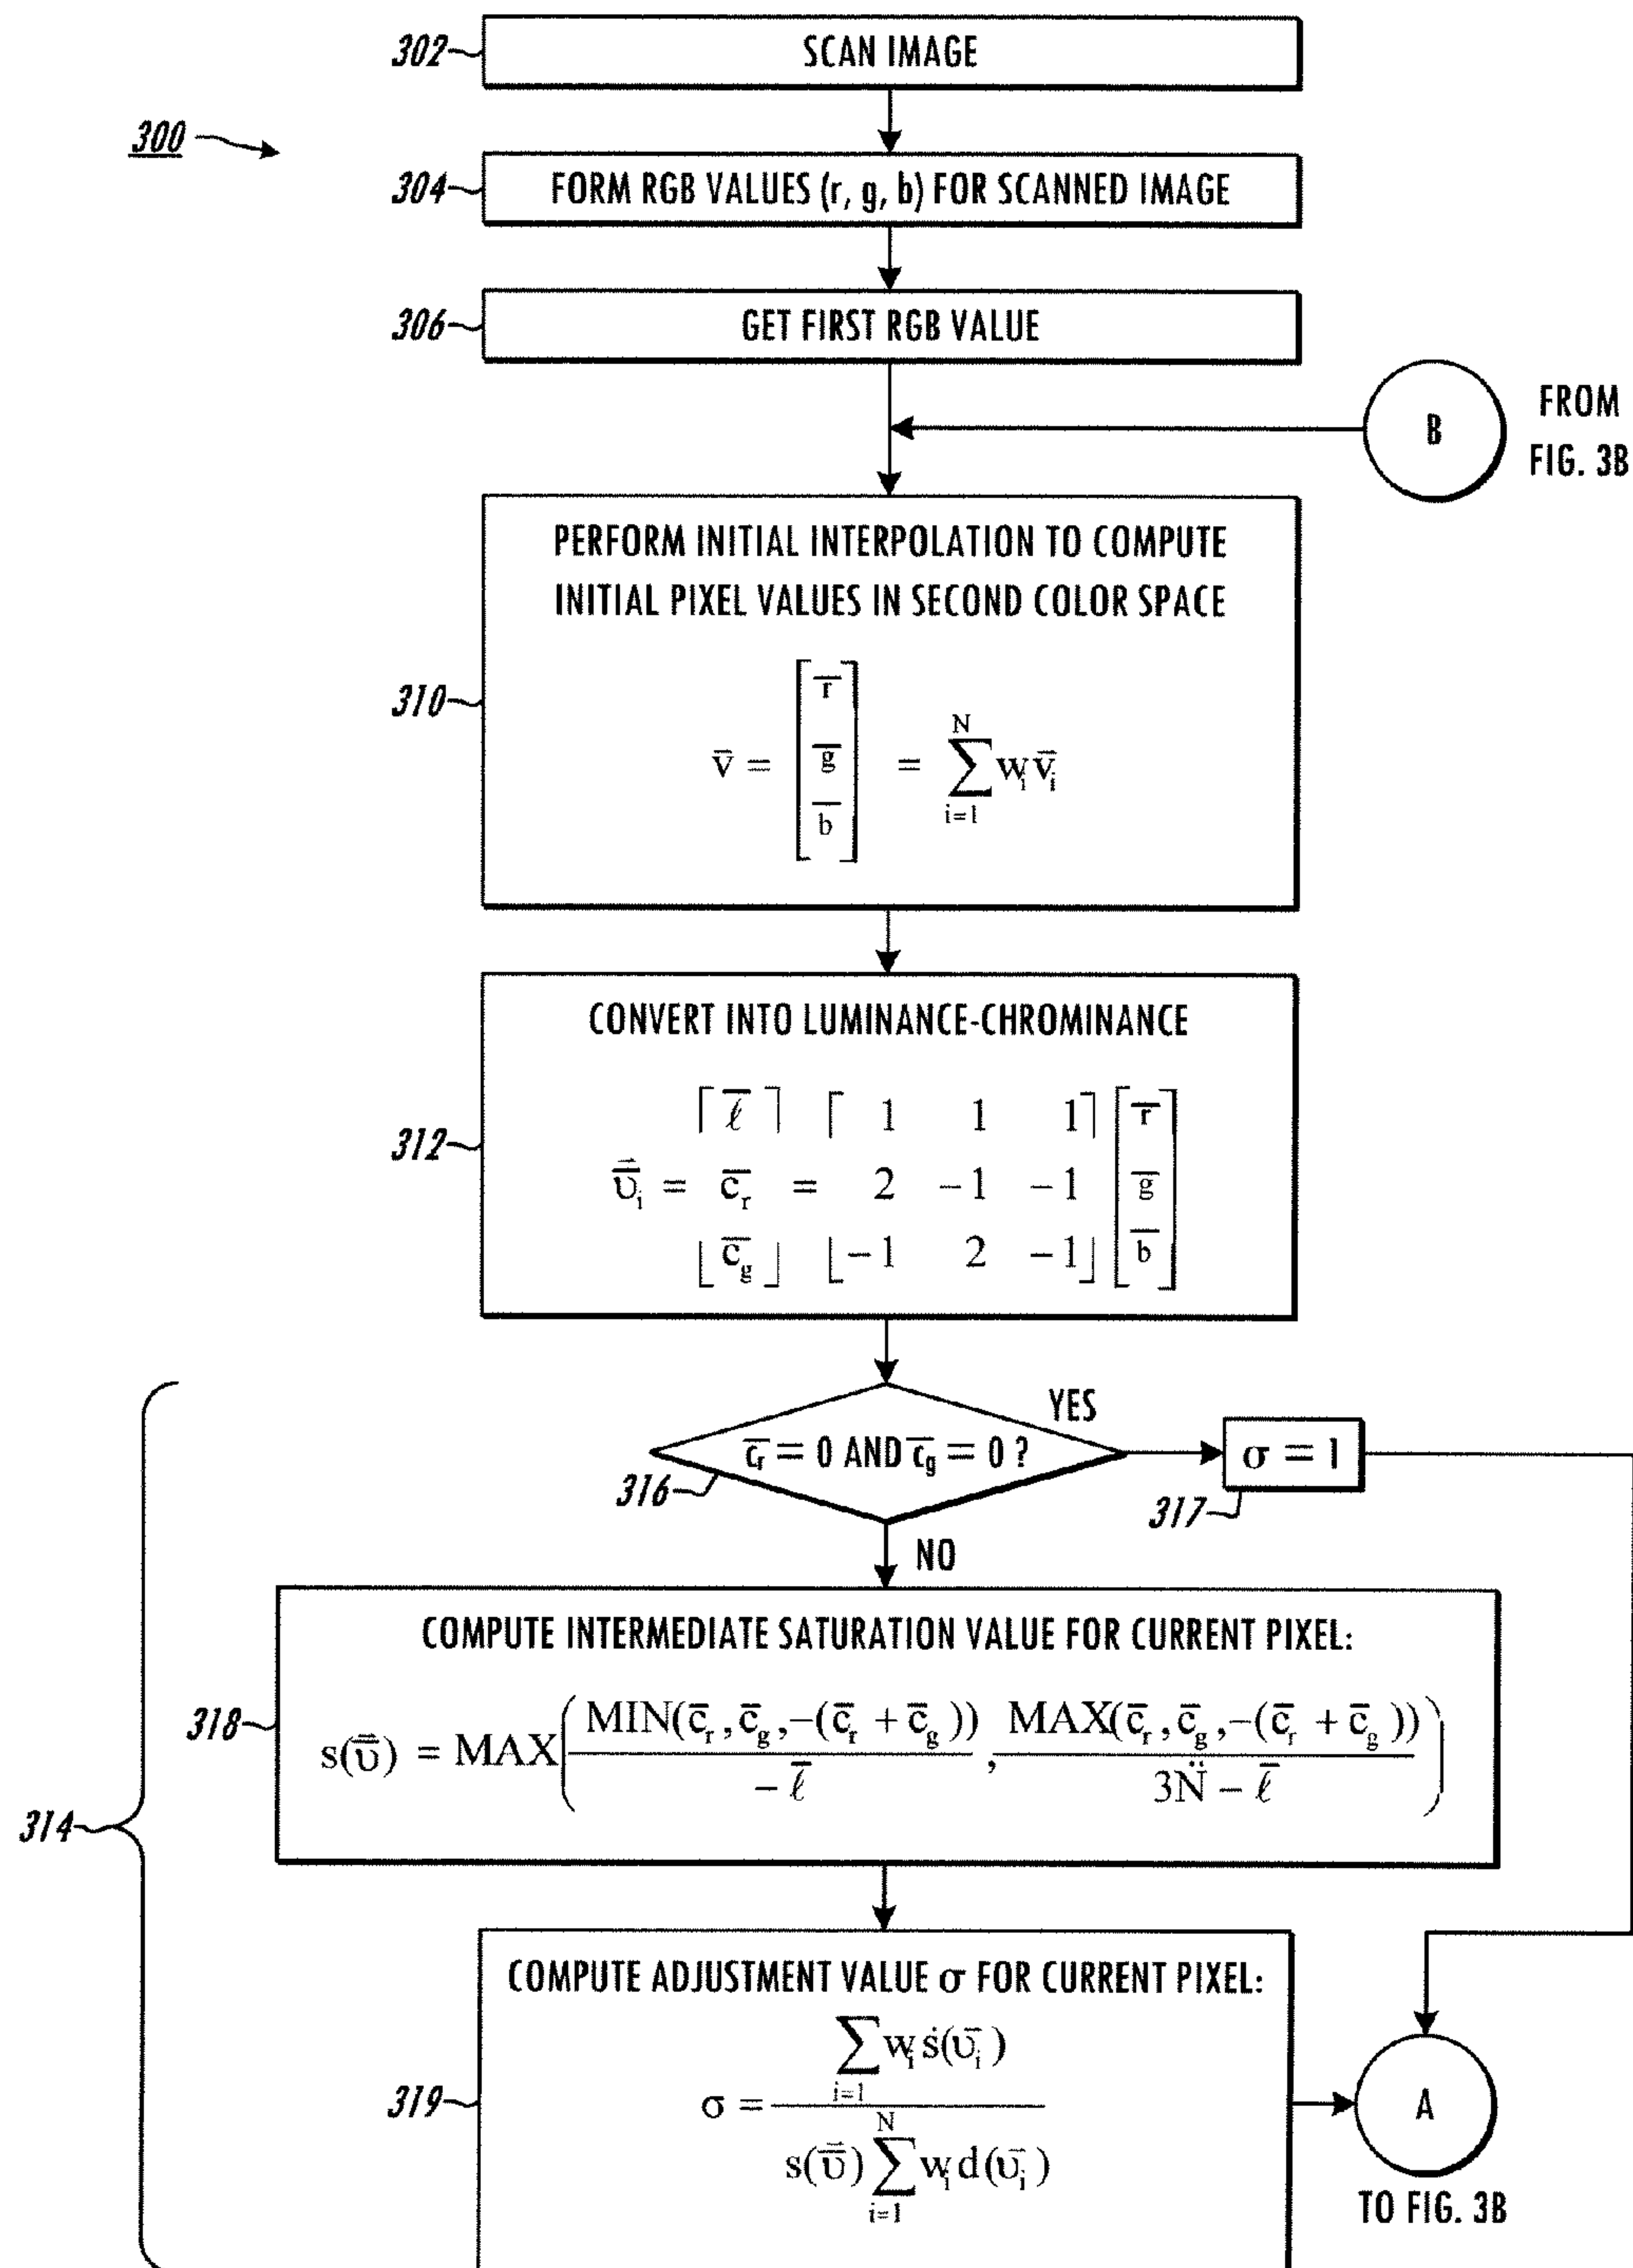 302
SCAN IMAGE
300
304
FORM RGB VALUES (r, g, b) FOR SCANNED IMAGE
306
GET FIRST RGB VALUE
B
FROM
FIG. 3B
PERFORM INITIAL INTERPOLATION TO COMPUTE
INITIAL PIXEL VALUES IN SECOND COLOR SPACE
310
v̄ = [r̄ ḡ b̄] = ∑_{i=1}^{N} w_i v̄_i
CONVERT INTO LUMINANCE-CHROMINANCE
312
ῡ⃗_i = [ℓ̄ c̄_r c̄_g] = [1 1 1; 2 -1 -1; -1 2 -1] [r̄ ḡ b̄]
YES
c̄_r = 0 AND c̄_g = 0 ?
σ = 1
316
317
NO
COMPUTE INTERMEDIATE SATURATION VALUE FOR CURRENT PIXEL:
318
s(ῡ⃗) = MAX(MIN(c̄_r, c̄_g, -(c̄_r + c̄_g)) / -ℓ̄, MAX(c̄_r, c̄_g, -(c̄_r + c̄_g)) / 3N̈ - ℓ̄)
314
COMPUTE ADJUSTMENT VALUE σ FOR CURRENT PIXEL:
319
σ = ∑_{i=1} w_i ṡ(ῡ_i) / s(ῡ⃗) ∑_{i=1}^{N} w_i d(ῡ_i)
A
TO FIG. 3B